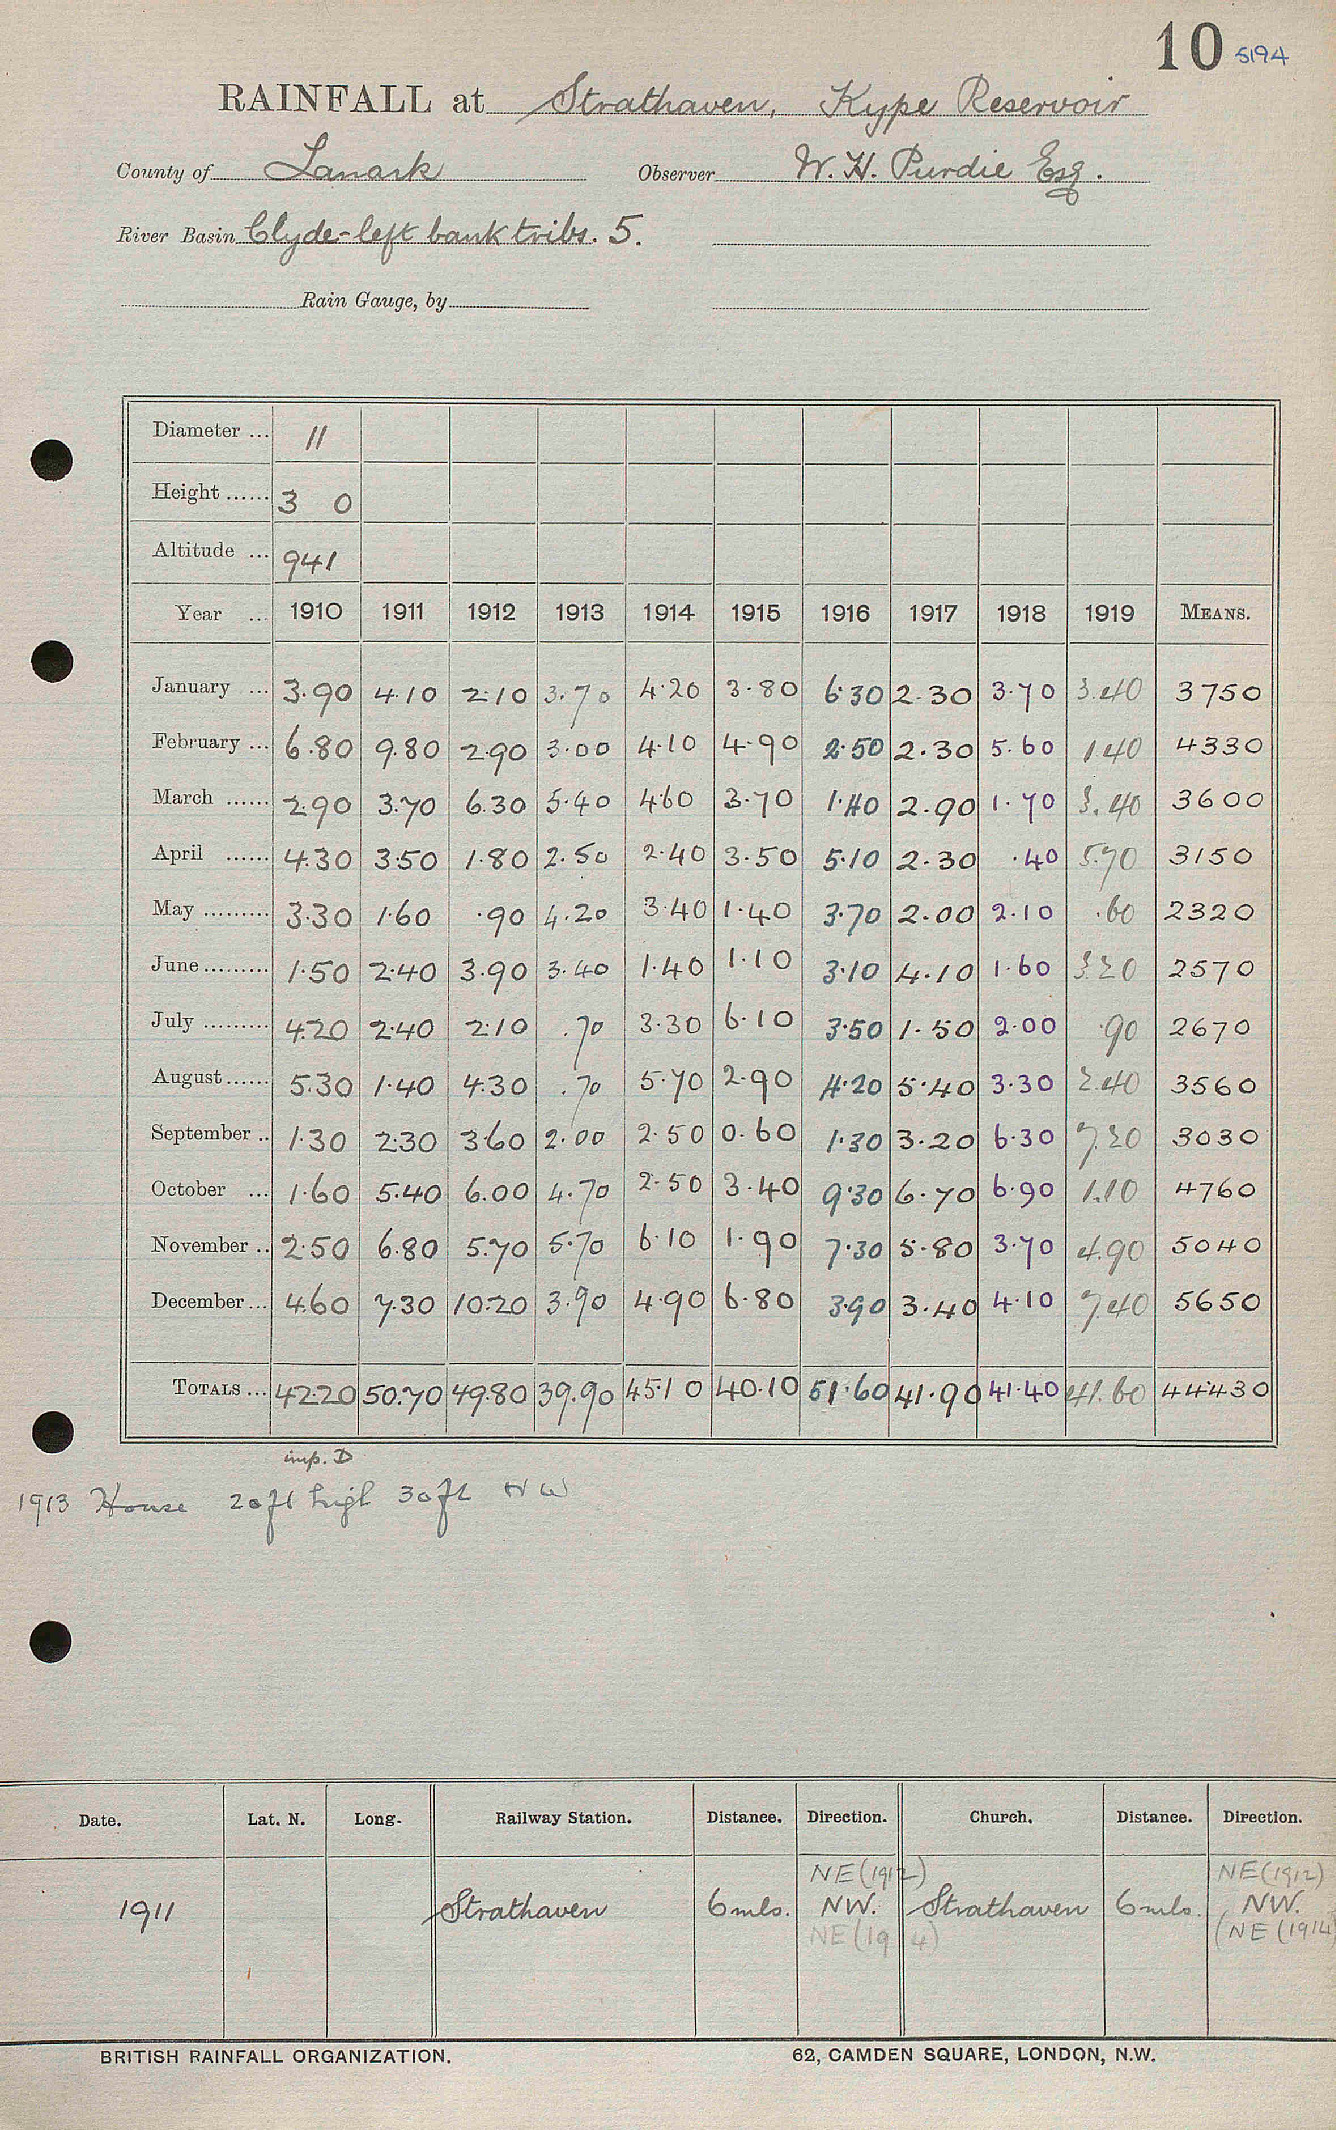 10 5194
RAINFALL at Strathaven, Kype Reservoir
County of Lanark Observer W. H. Purdie Esq.
River Basin Clyde-left bank tribs. 5.
Rain Gauge, by
Diameter ... 11
Height ...... 3 0
Altitude ... 941
Year ... 1910 1911 1912 1913 1914 1915 1916 1917 1918 1919 MEANS.
January ... 3.90 4.10 2.10 3.70 4.20 3.80 6.30 2.30 3.70 3.40 3750
February ... 6.80 9.80 2.90 3.00 4.10 4.90 2.50 2.30 5.60 1.40 4330
March ...... 2.90 3.70 6.30 5.40 4.60 3.70 1.40 2.90 1.70 3.40 3600
April ...... 4.30 3.50 1.80 2.50 2.40 3.50 5.10 2.30 .40 5.70 3150
May ......... 3.30 1.60 .90 4.20 3.40 1.40 3.70 2.00 2.10 .60 2320
June ......... 1.50 2.40 3.90 3.40 1.40 1.10 3.10 4.10 1.60 3.20 2570
July ......... 4.20 2.40 2.10 .70 3.30 6.10 3.50 1.50 2.00 .90 2670
August ...... 5.30 1.40 4.30 .70 5.70 2.90 4.20 5.40 3.30 2.40 3560
September .. 1.30 2.30 3.60 2.00 2.50 0.60 1.30 3.20 6.30 7.20 3030
October ... 1.60 5.40 6.00 4.70 2.50 3.40 9.30 6.70 6.90 1.10 4760
November .. 2.50 6.80 5.70 5.70 6.10 1.90 7.30 5.80 3.70 4.90 5040
December ... 4.60 7.30 10.20 3.90 4.90 6.80 3.90 3.40 4.10 7.40 5650
TOTALS ... 42.20 50.70 49.80 39.90 45.10 40.10 51.60 41.90 41.40 41.60 44430
imp. D
1913 House 20 ft high 30 ft NW
Date. Lat. N. Long. Railway Station. Distance. Direction. Church. Distance. Direction.
NE (1912) NE (1912)
1911 Strathaven 6 mls. NW. Strathaven 6 mls. NW.
NE (1914) (NE (1914)
BRITISH RAINFALL ORGANIZATION. 62, CAMDEN SQUARE, LONDON, N.W.